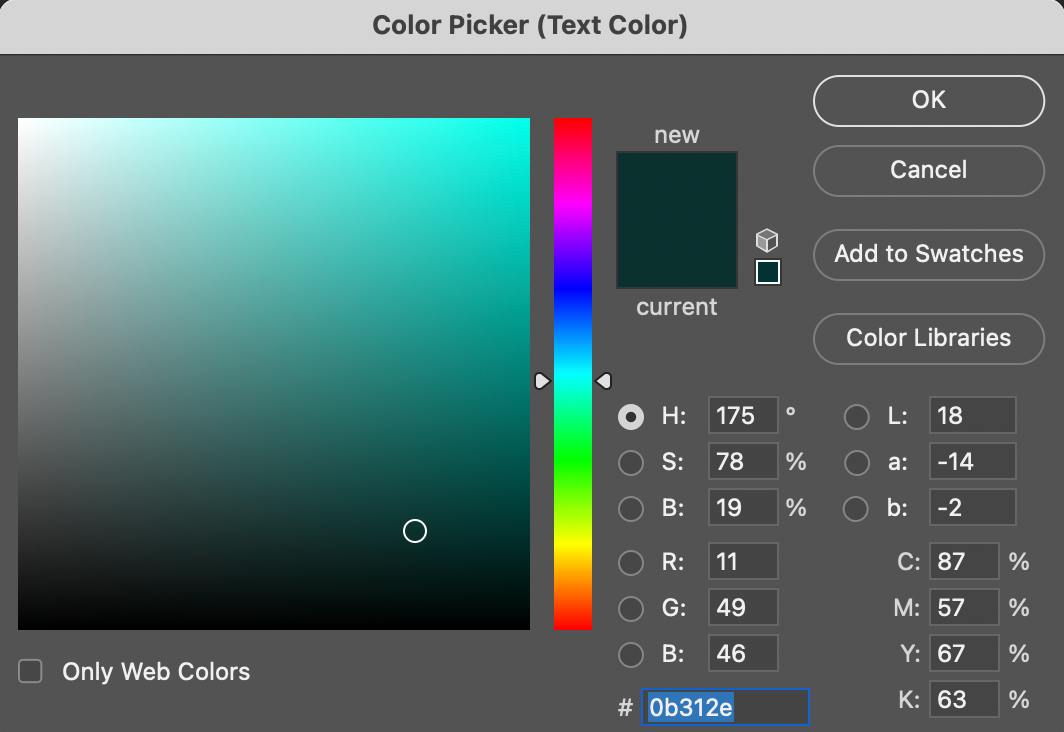 Color Picker (Text Color)
new
current
OK
Cancel
Add to Swatches
Color Libraries
H: 175 °
S: 78 %
B: 19 %
R: 11
G: 49
B: 46
# 0b312e
L: 18
a: -14
b: -2
C: 87 %
M: 57 %
Y: 67 %
K: 63 %
Only Web Colors